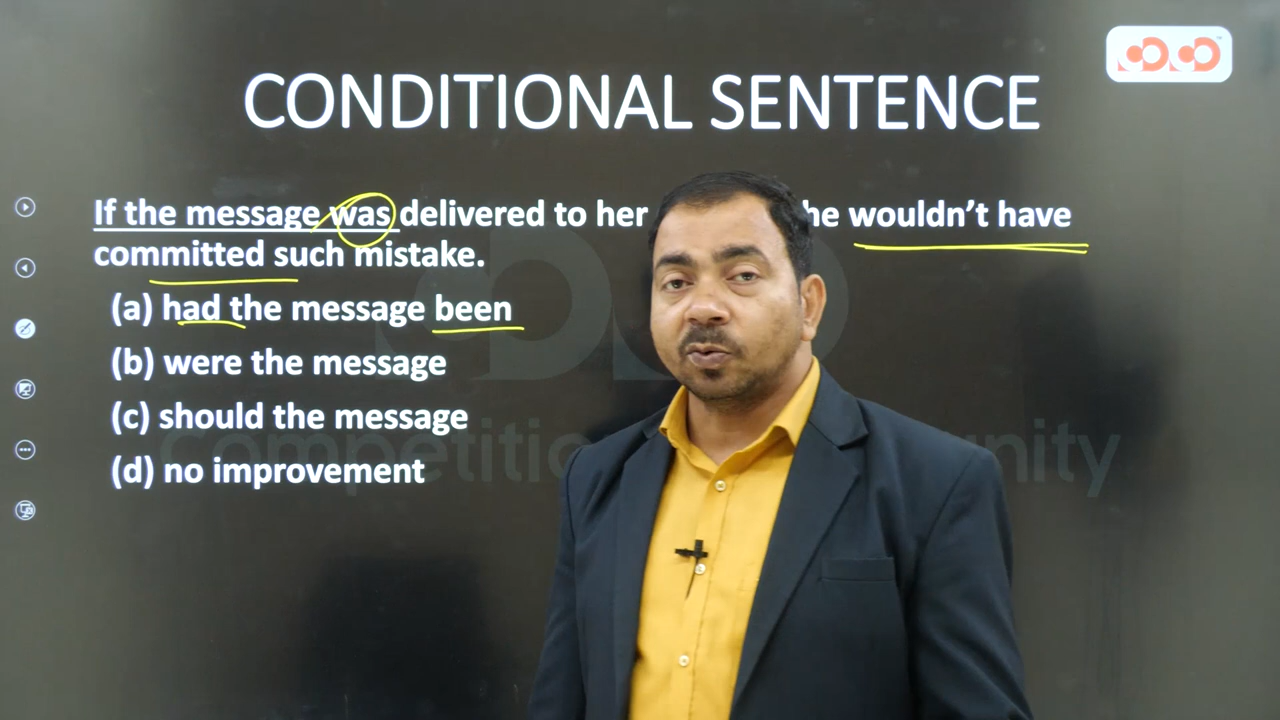 CONDITIONAL SENTENCE
If the message was delivered to her he wouldn't have
committed such mistake.
(a) had the message been
(b) were the message
(c) should the message
(d) no improvement